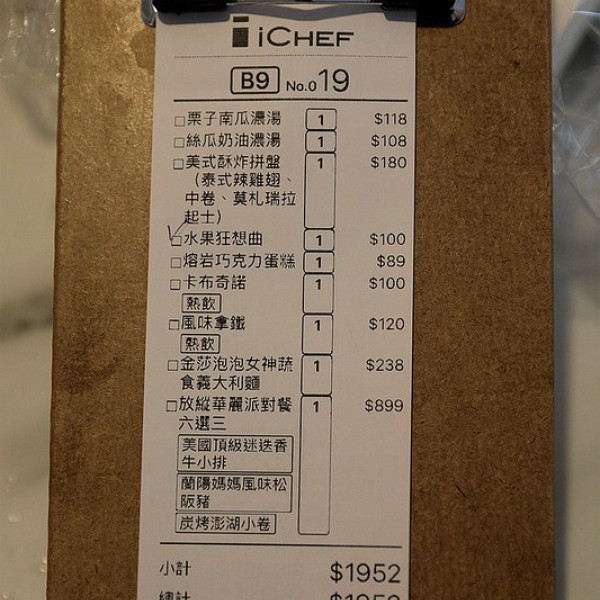 iCHEF
B9 No.019
□栗子南瓜濃湯 1 $118
□絲瓜奶油濃湯 1 $108
□美式酥炸拼盤 1 $180
（泰式辣雞翅、
中卷、莫札瑞拉
起士）
□水果狂想曲 1 $100
□熔岩巧克力蛋糕 1 $89
□卡布奇諾 1 $100
熱飲
□風味拿鐵 1 $120
熱飲
□金莎泡泡女神蔬 1 $238
食義大利麵
□放縱華麗派對餐 1 $899
六選三
美國頂級迷迭香
牛小排
蘭陽媽媽風味松
阪豬
炭烤澎湖小卷
小計 $1952
總計 $1952